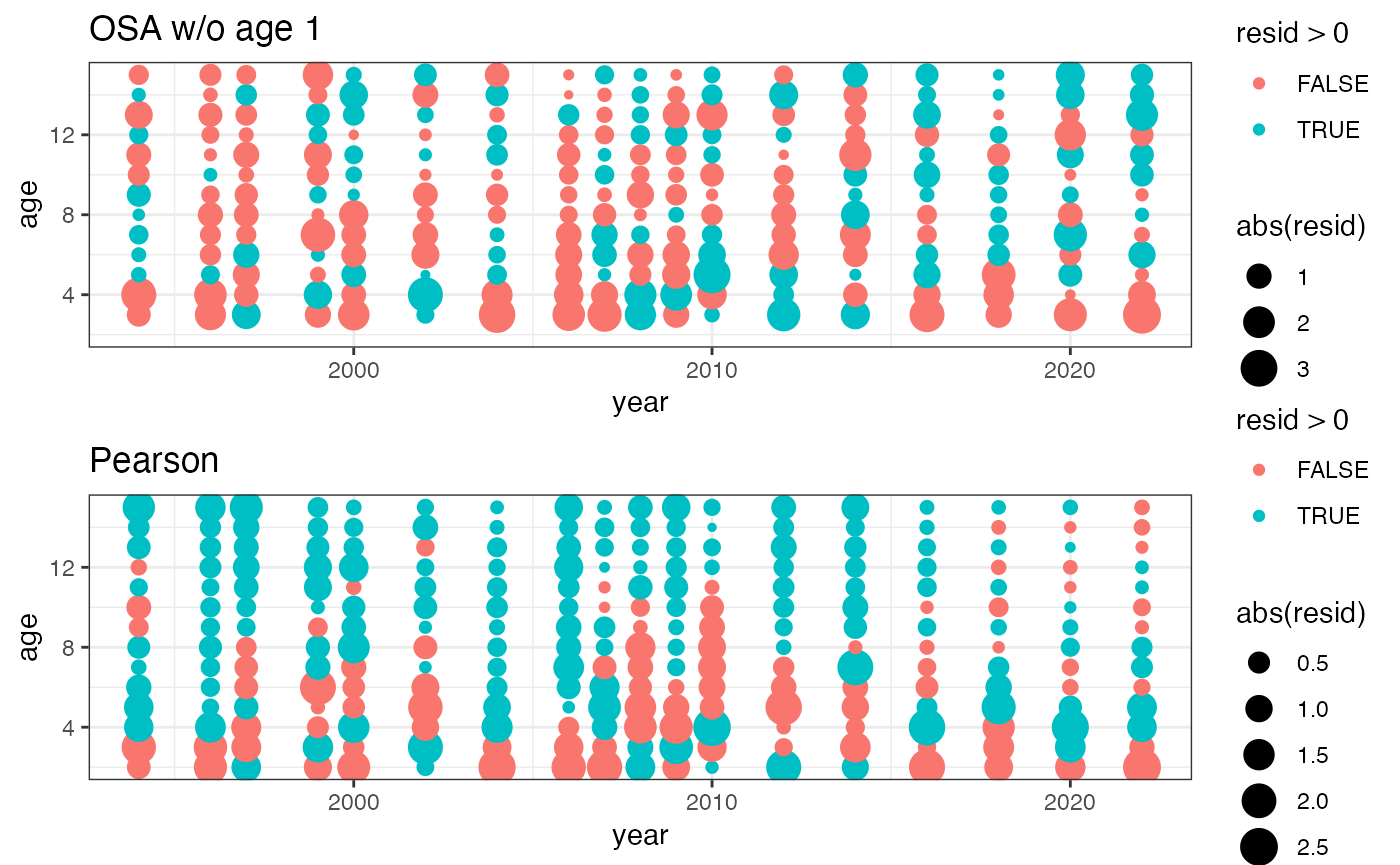 OSA w/o age 1
age
12
8
4
2000 2010 2020
year
resid > 0
FALSE
TRUE
abs(resid)
1
2
3
Pearson
age
12
8
4
2000 2010 2020
year
resid > 0
FALSE
TRUE
abs(resid)
0.5
1.0
1.5
2.0
2.5